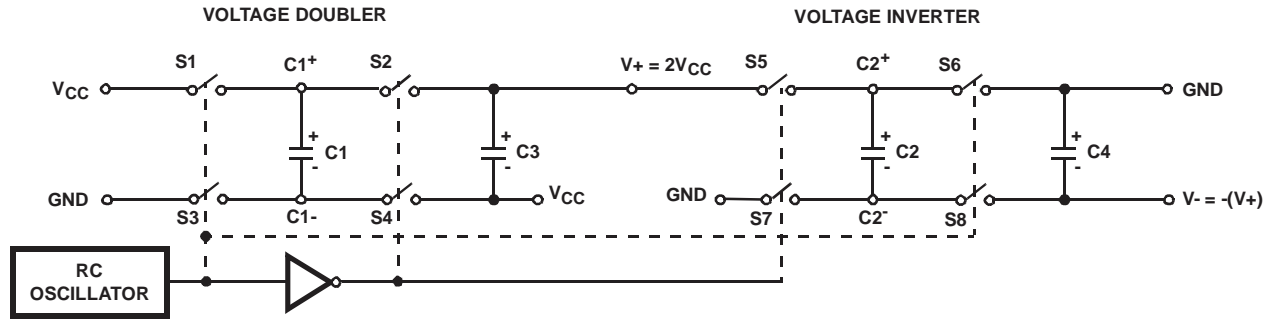 VOLTAGE DOUBLER
VOLTAGE INVERTER
S1 C1+ S2 V+ = 2VCC S5 C2+ S6
VCC GND
+ C1 - + C3 - + C2 - + C4 -
GND S3 C1- S4 VCC GND S7 C2- S8 V- = -(V+)
RC
OSCILLATOR